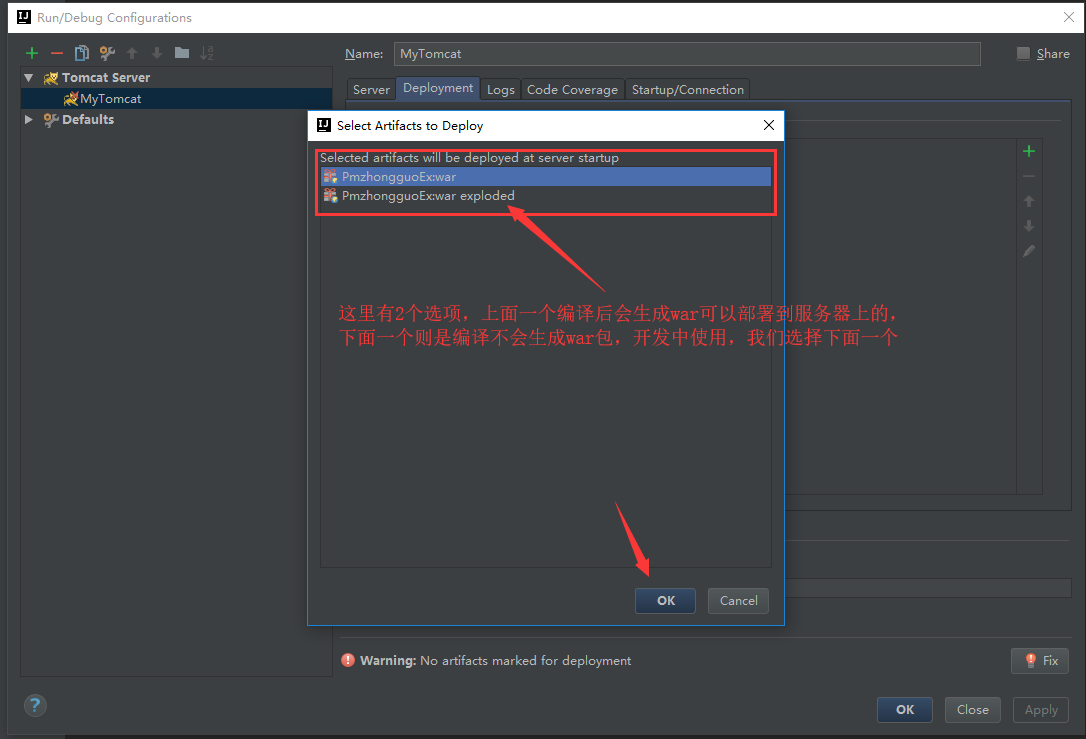 Run/Debug Configurations
Name: MyTomcat Share
Tomcat Server
MyTomcat
Defaults
Server Deployment Logs Code Coverage Startup/Connection
Select Artifacts to Deploy
Selected artifacts will be deployed at server startup
PmzhongguoEx:war
PmzhongguoEx:war exploded
这里有2个选项，上面一个编译后会生成war可以部署到服务器上的，
下面一个则是编译不会生成war包，开发中使用，我们选择下面一个
OK Cancel
Warning: No artifacts marked for deployment
Fix
OK Close Apply